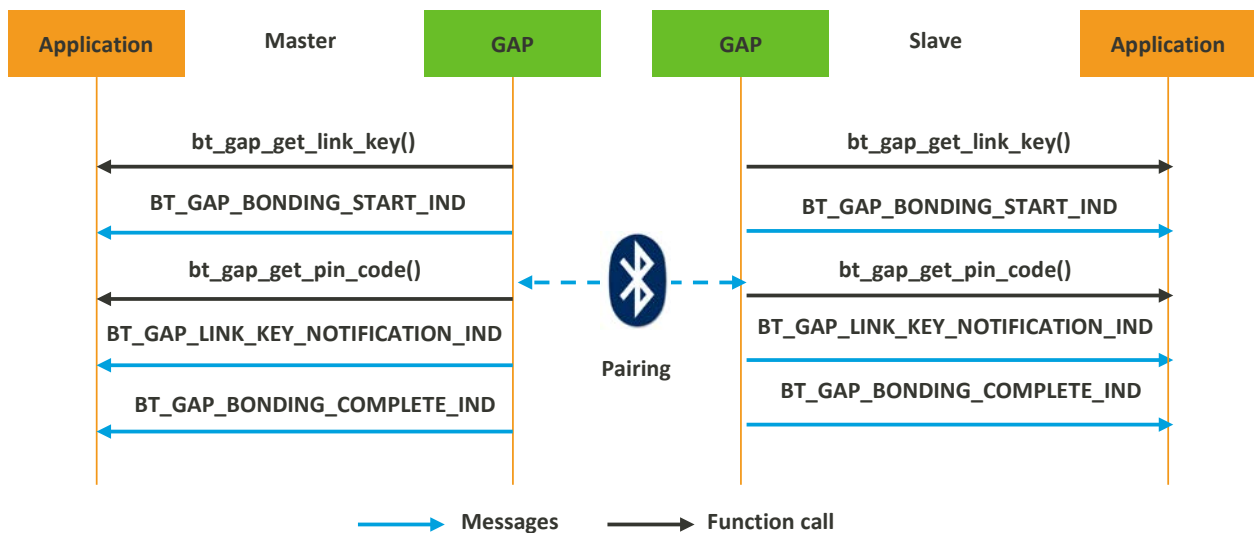 Application
Master
GAP
GAP
Slave
Application
bt_gap_get_link_key()
bt_gap_get_link_key()
BT_GAP_BONDING_START_IND
BT_GAP_BONDING_START_IND
bt_gap_get_pin_code()
bt_gap_get_pin_code()
BT_GAP_LINK_KEY_NOTIFICATION_IND
BT_GAP_LINK_KEY_NOTIFICATION_IND
Pairing
BT_GAP_BONDING_COMPLETE_IND
BT_GAP_BONDING_COMPLETE_IND
Messages
Function call